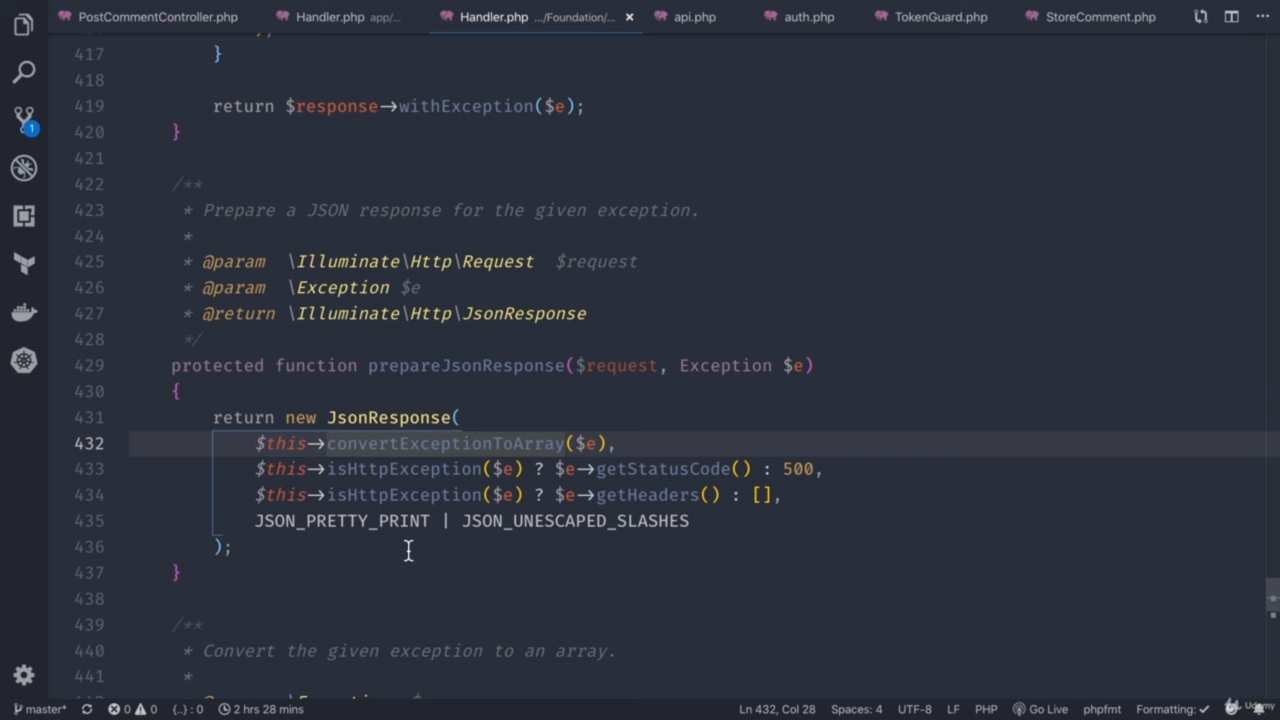 PostCommentController.php Handler.php app/... Handler.php .../Foundation/... × api.php auth.php TokenGuard.php StoreComment.php
417 }
418
419 return $response->withException($e);
420 }
421
422 /**
423 * Prepare a JSON response for the given exception.
424 *
425 * @param \Illuminate\Http\Request $request
426 * @param \Exception $e
427 * @return \Illuminate\Http\JsonResponse
428 */
429 protected function prepareJsonResponse($request, Exception $e)
430 {
431 return new JsonResponse(
432 $this->convertExceptionToArray($e),
433 $this->isHttpException($e) ? $e->getStatusCode() : 500,
434 $this->isHttpException($e) ? $e->getHeaders() : [],
435 JSON_PRETTY_PRINT | JSON_UNESCAPED_SLASHES
436 );
437 }
438
439 /**
440 * Convert the given exception to an array.
441 *
1
master* 0 0 {..} : 0 2 hrs 28 mins Ln 432, Col 28 Spaces: 4 UTF-8 LF PHP Go Live phpfmt Formatting: ✓ Udemy